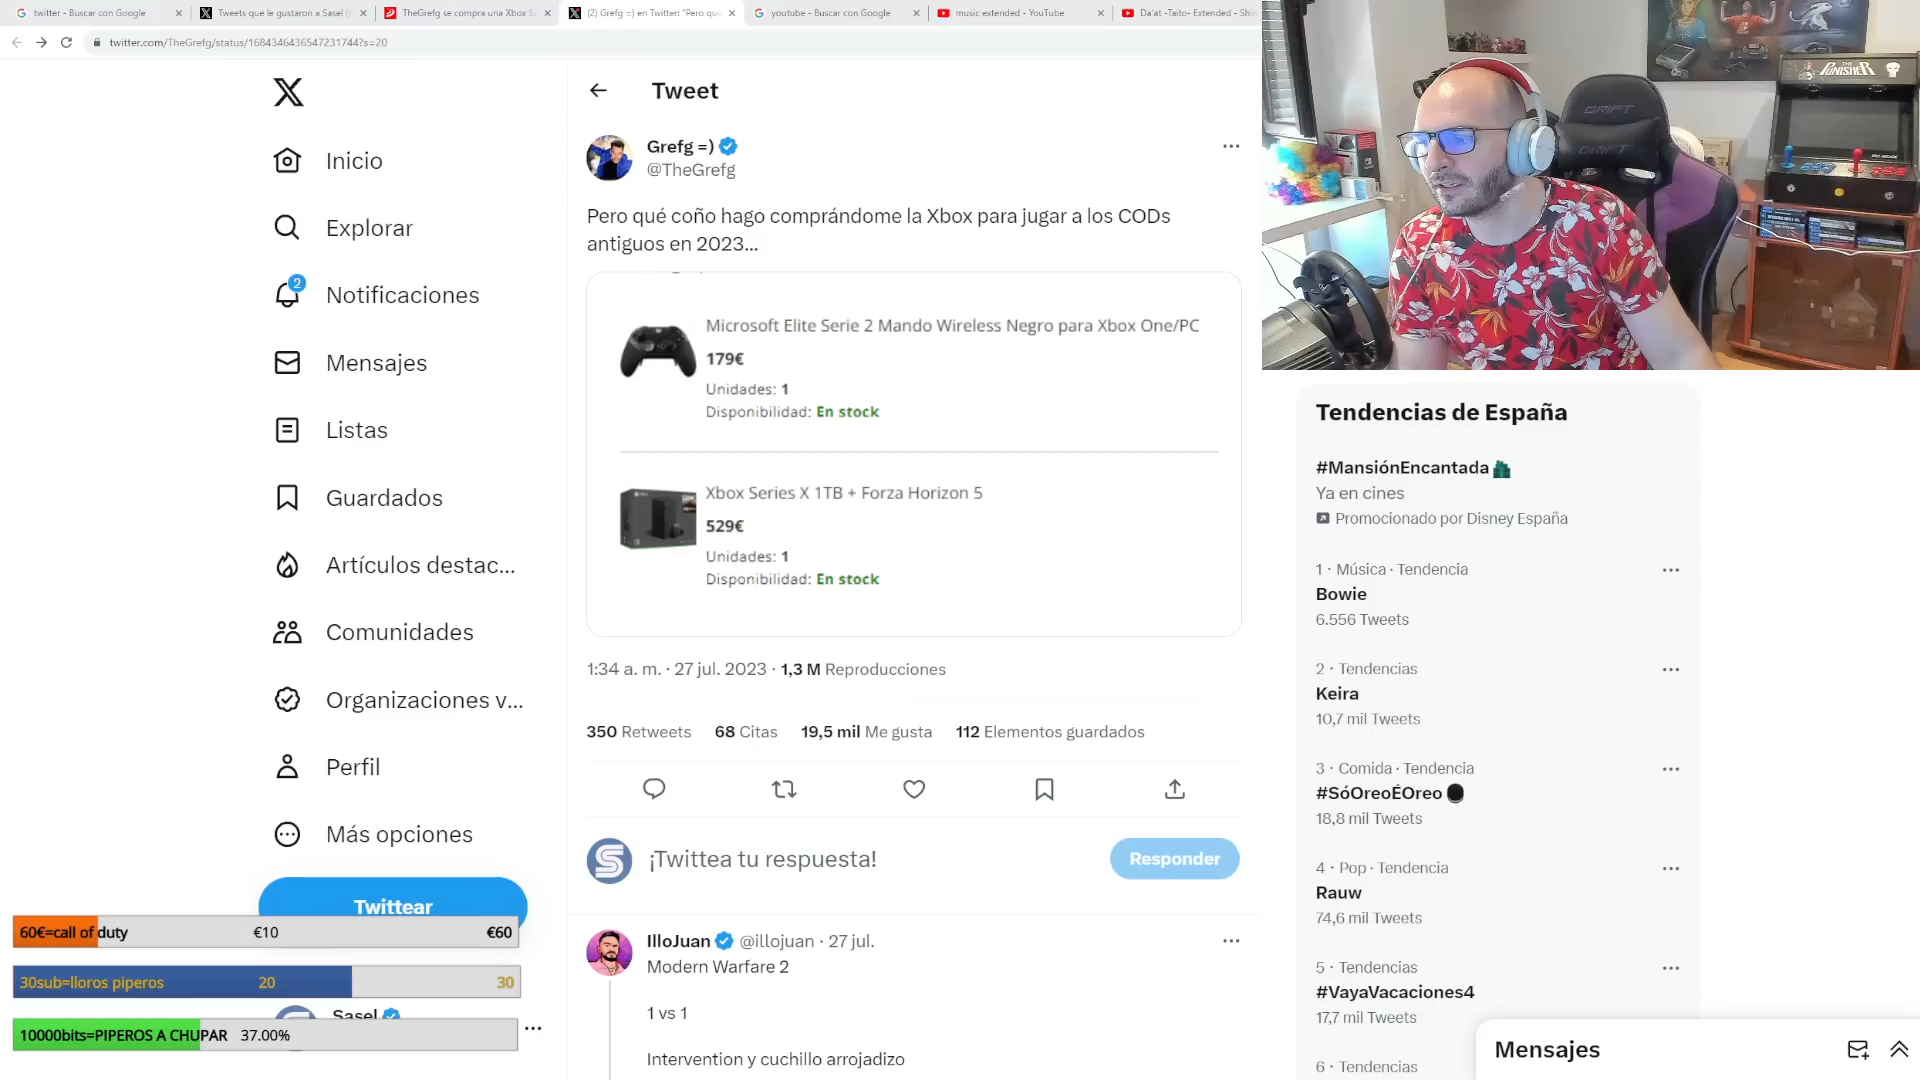 twitter - Buscar con Google
Tweets que le gustaron a Sasel (
TheGrefg se compra una Xbox S
(2) Grefg =) en Twitter: "Pero qu
youtube - Buscar con Google
music extended - YouTube
Da'at -Taito- Extended - Shin
twitter.com/TheGrefg/status/1684346436547231744?s=20
X
Inicio
Explorar
2
Notificaciones
Mensajes
Listas
Guardados
Artículos destac...
Comunidades
Organizaciones v...
Perfil
Más opciones
Twittear
60€=call of duty €10 €60
30sub=lloros piperos 20 30
Sasel
10000bits=PIPEROS A CHUPAR 37.00%
Tweet
Grefg =)
@TheGrefg
Pero qué coño hago comprándome la Xbox para jugar a los CODs
antiguos en 2023...
Microsoft Elite Serie 2 Mando Wireless Negro para Xbox One/PC
179€
Unidades: 1
Disponibilidad: En stock
Xbox Series X 1TB + Forza Horizon 5
529€
Unidades: 1
Disponibilidad: En stock
1:34 a. m. · 27 jul. 2023 · 1,3 M Reproducciones
350 Retweets 68 Citas 19,5 mil Me gusta 112 Elementos guardados
¡Twittea tu respuesta!
Responder
IlloJuan @illojuan · 27 jul.
Modern Warfare 2
1 vs 1
Intervention y cuchillo arrojadizo
THE PUNISHER
DRIFT
DRIFT
Tendencias de España
#MansiónEncantada
Ya en cines
Promocionado por Disney España
1 · Música · Tendencia
Bowie
6.556 Tweets
2 · Tendencias
Keira
10,7 mil Tweets
3 · Comida · Tendencia
#SóOreoÉOreo
18,8 mil Tweets
4 · Pop · Tendencia
Rauw
74,6 mil Tweets
5 · Tendencias
#VayaVacaciones4
17,7 mil Tweets
6 · Tendencias
Mensajes